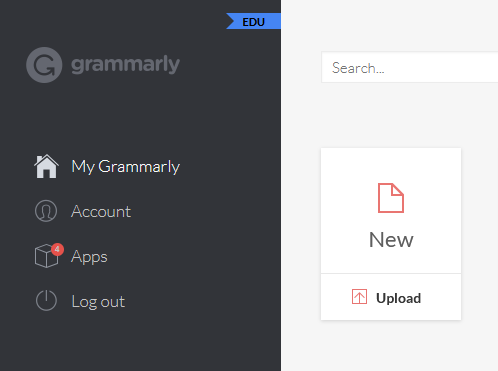 EDU
grammarly
My Grammarly
Account
4
Apps
Log out
Search...
New
Upload